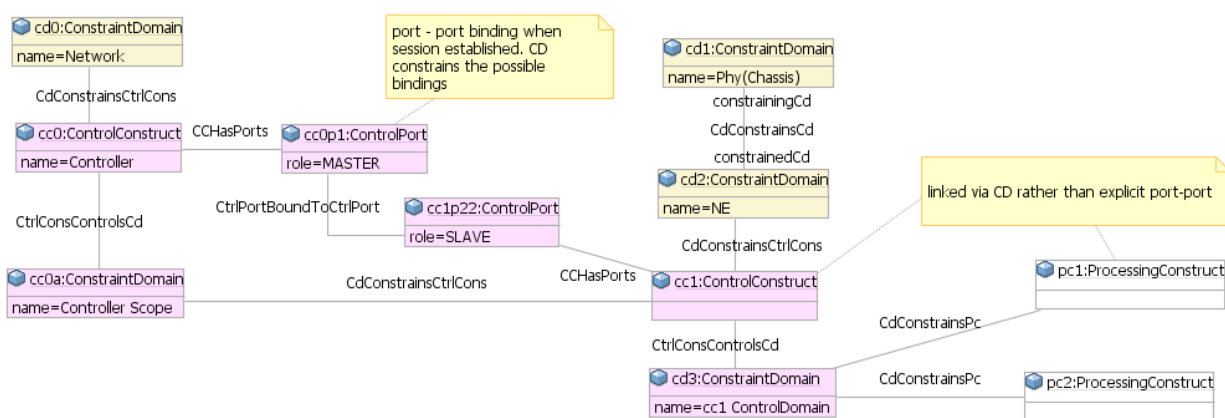 cd0:ConstraintDomain
name=Network
port - port binding when
session established. CD
constrains the possible
bindings
cd1:ConstraintDomain
name=Phy(Chassis)
CdConstrainsCtrlCons
constrainingCd
CdConstrainsCd
constrainedCd
cc0:ControlConstruct
name=Controller
CCHasPorts
cc0p1:ControlPort
role=MASTER
cd2:ConstraintDomain
name=NE
linked via CD rather than explicit port-port
CtrlConsControlsCd
CtrlPortBoundToCtrlPort
cc1p22:ControlPort
role=SLAVE
CdConstrainsCtrlCons
cc0a:ConstraintDomain
name=Controller Scope
CdConstrainsCtrlCons
CCHasPorts
cc1:ControlConstruct
pc1:ProcessingConstruct
CtrlConsControlsCd
CdConstrainsPc
cd3:ConstraintDomain
name=cc1 ControlDomain
CdConstrainsPc
pc2:ProcessingConstruct